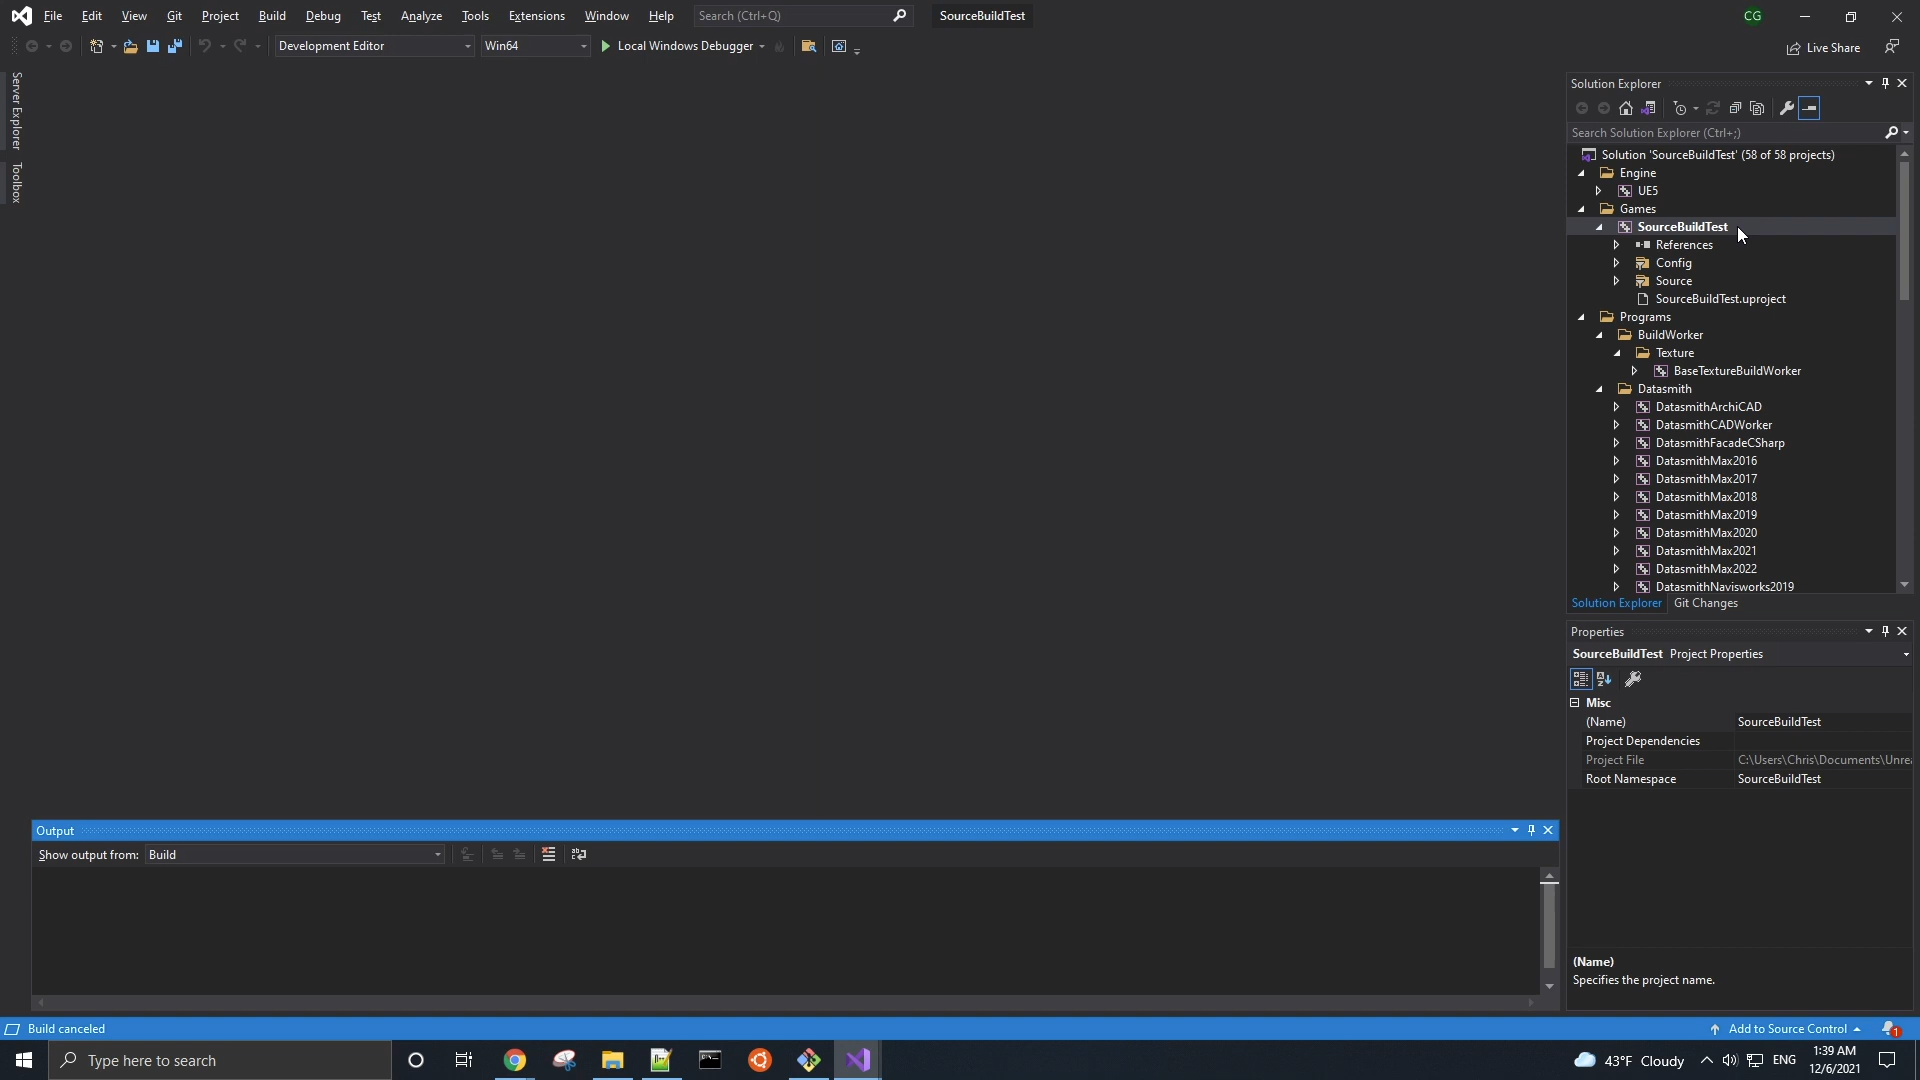 File Edit View Git Project Build Debug Test Analyze Tools Extensions Window Help Search (Ctrl+Q) SourceBuildTest CG
Development Editor Win64 Local Windows Debugger Live Share
Server Explorer
Toolbox
Solution Explorer
Search Solution Explorer (Ctrl+;)
Solution 'SourceBuildTest' (58 of 58 projects)
Engine
UE5
Games
SourceBuildTest
References
Config
Source
SourceBuildTest.uproject
Programs
BuildWorker
Texture
BaseTextureBuildWorker
Datasmith
DatasmithArchiCAD
DatasmithCADWorker
DatasmithFacadeCSharp
DatasmithMax2016
DatasmithMax2017
DatasmithMax2018
DatasmithMax2019
DatasmithMax2020
DatasmithMax2021
DatasmithMax2022
DatasmithNavisworks2019
Solution Explorer Git Changes
Properties
SourceBuildTest Project Properties
Misc
(Name) SourceBuildTest
Project Dependencies
Project File C:\Users\Chris\Documents\Unrea
Root Namespace SourceBuildTest
(Name)
Specifies the project name.
Output
Show output from: Build
Build canceled Add to Source Control 1
Type here to search 43°F Cloudy ENG 1:39 AM
12/6/2021